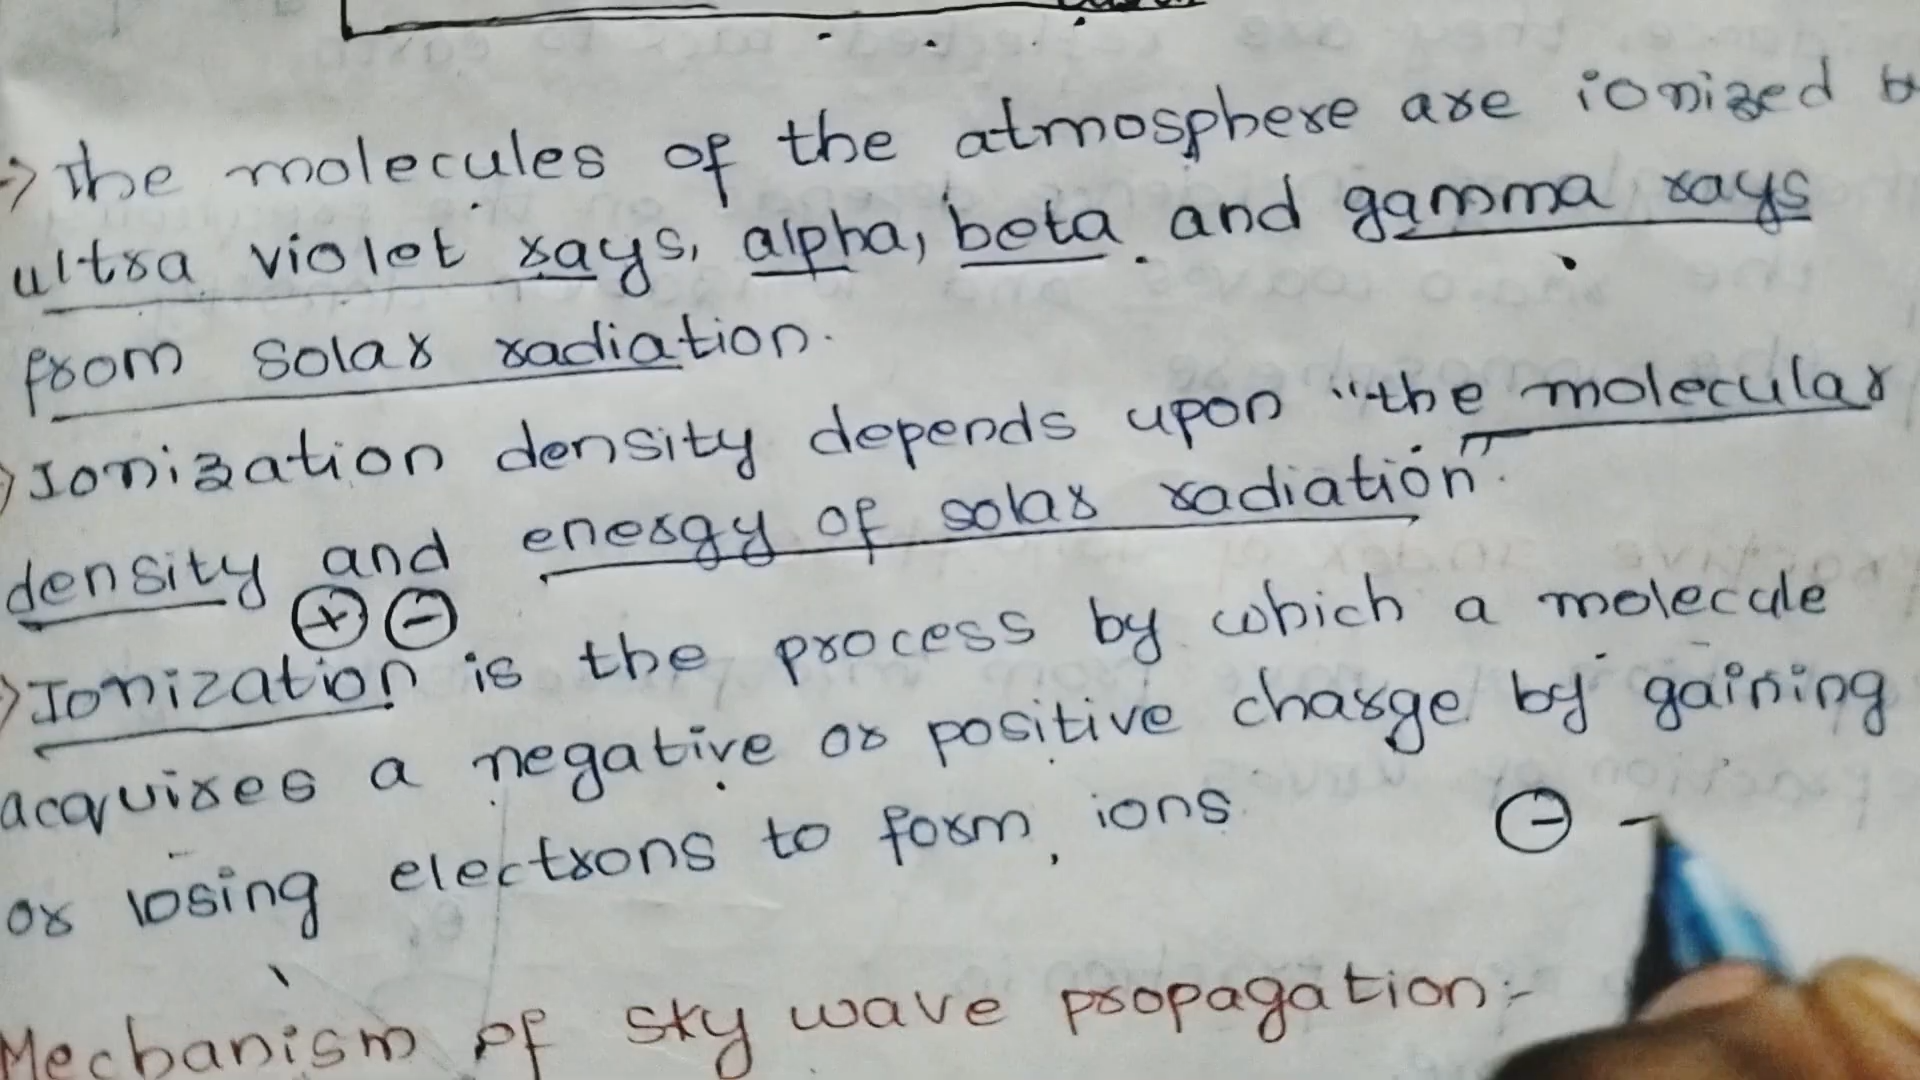 → The molecules of the atmosphere are ionized
ultra violet rays, alpha, beta and gamma rays
from solar radiation.
Ionization density depends upon "the molecular
density and energy of solar radiation".
+ -
Ionization is the process by which a molecule
acquires a negative or positive charge by gaining
or losing electrons to form ions
- -
Mechanism of sky wave propagation:-